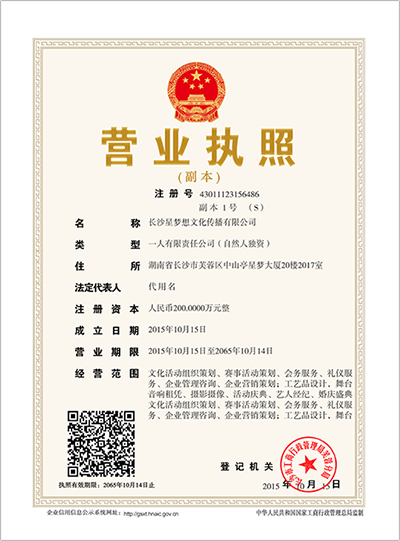 营业执照
(副本)
注册号 43011123156486
副本 1号 （S）
名称 长沙星梦想文化传播有限公司
类型 一人有限责任公司（自然人独资）
住所 湖南省长沙市芙蓉区中山亭星梦大厦20楼2017室
法定代表人 代用名
注册资本 人民币200.0000万元整
成立日期 2015年10月15日
营业期限 2015年10月15日至2065年10月14日
经营范围 文化活动组织策划、赛事活动策划、会务服务、礼仪服
务、企业管理咨询、企业营销策划；工艺品设计，舞台
音响租赁、摄影摄像、活动庆典、艺人经纪、婚庆盛典
文化活动组织策划、赛事活动策划、会务服务、礼仪服
务、企业管理咨询、企业营销策划；工艺品设计，舞台
登记机关
长沙市工商行政管理局芙蓉分局
2015 年 10 月 15 日
执照有效期限：2065年10月14日止
企业信用信息公示系统网址：http://gsxt.hnaic.gov.cn
中华人民共和国国家工商行政管理总局监制